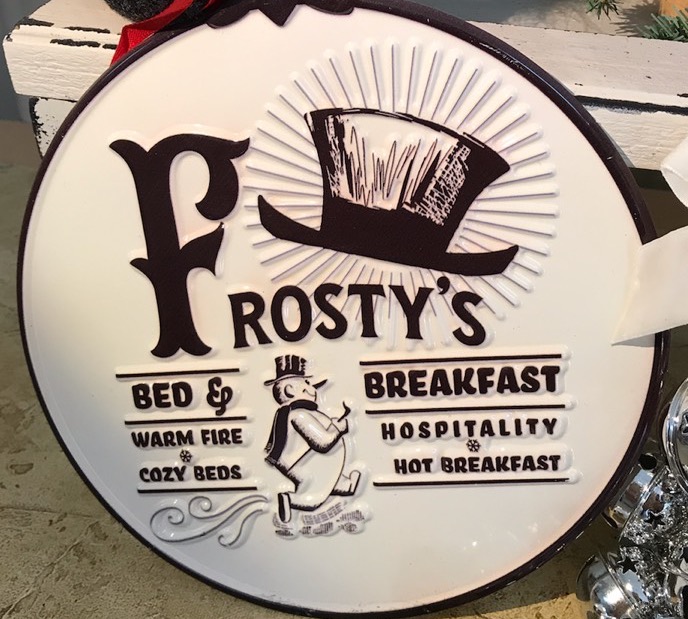 FROSTY'S
BED & BREAKFAST
WARM FIRE HOSPITALITY
COZY BEDS HOT BREAKFAST